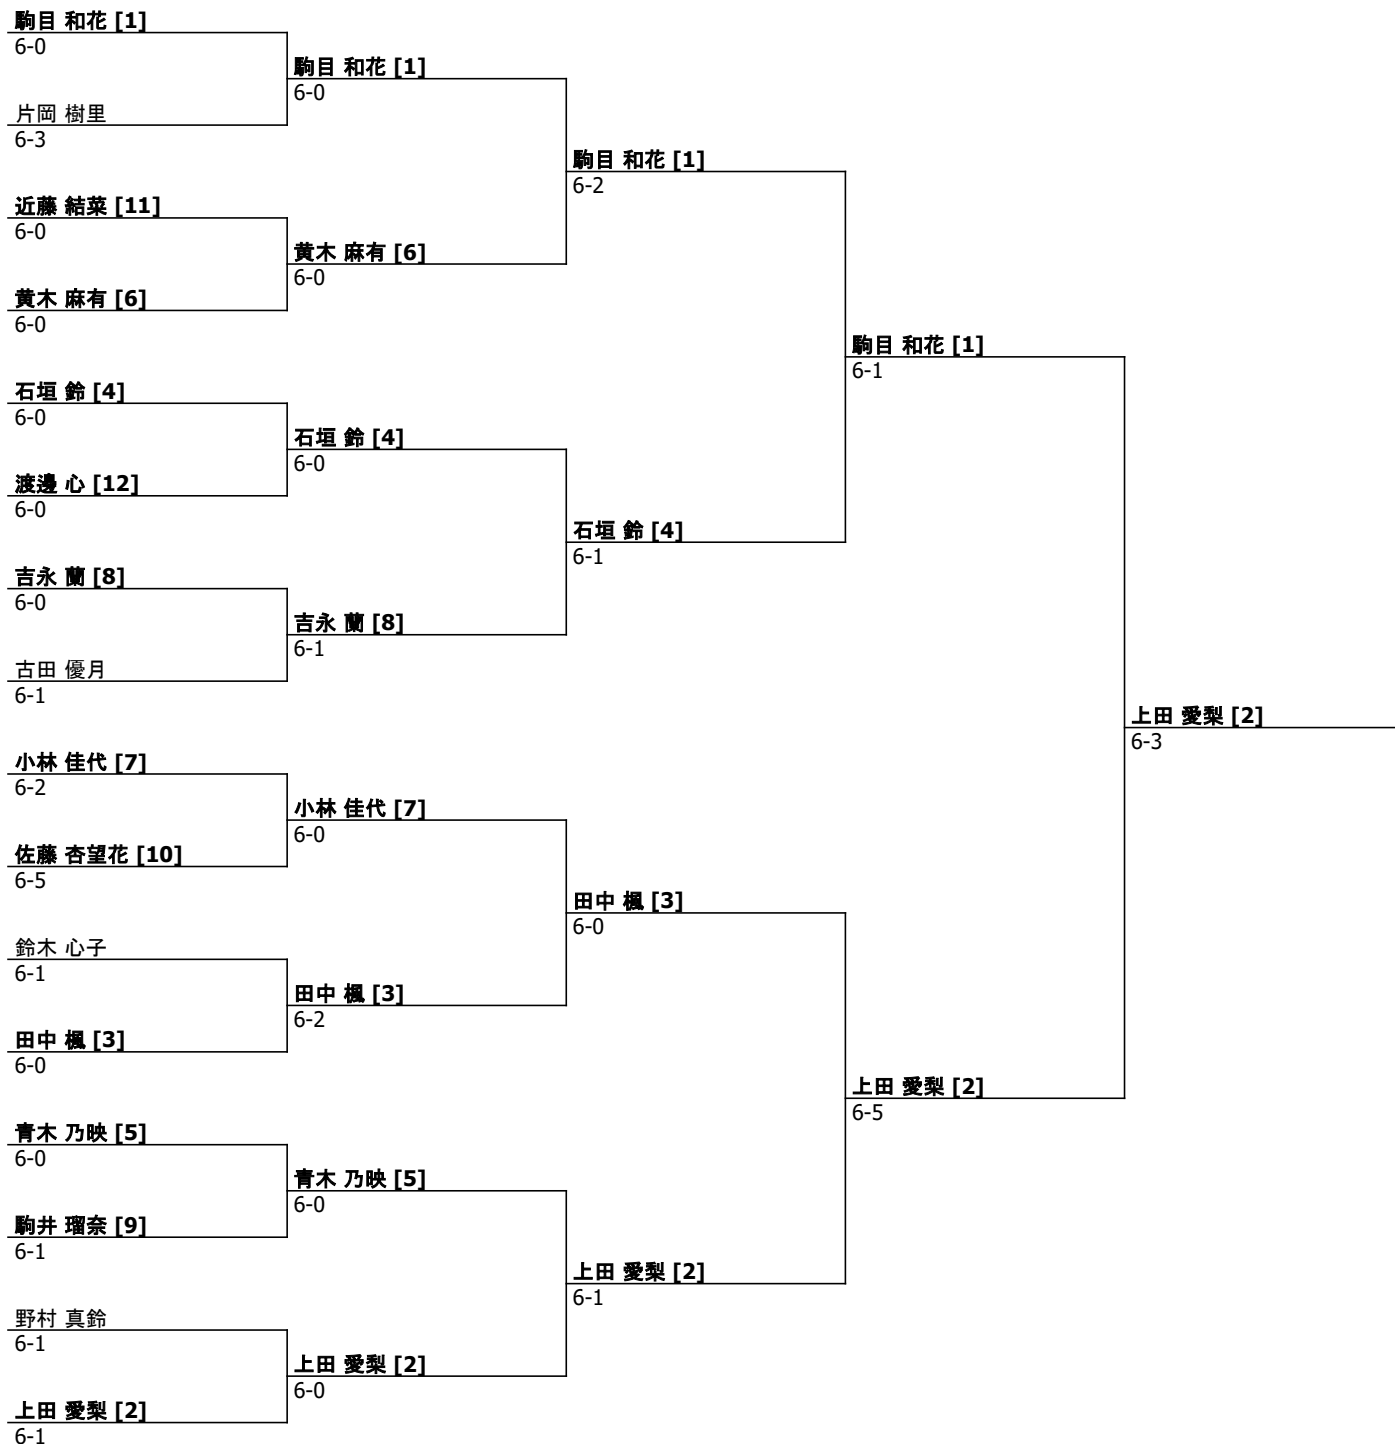 駒目 和花 [1]
6-0
駒目 和花 [1]
6-0
片岡 樹里
6-3
駒目 和花 [1]
6-2
近藤 結菜 [11]
6-0
黄木 麻有 [6]
6-0
黄木 麻有 [6]
6-0
駒目 和花 [1]
6-1
石垣 鈴 [4]
6-0
石垣 鈴 [4]
6-0
渡邊 心 [12]
6-0
石垣 鈴 [4]
6-1
吉永 蘭 [8]
6-0
吉永 蘭 [8]
6-1
古田 優月
6-1
上田 愛梨 [2]
6-3
小林 佳代 [7]
6-2
小林 佳代 [7]
6-0
佐藤 杏望花 [10]
6-5
田中 楓 [3]
6-0
鈴木 心子
6-1
田中 楓 [3]
6-2
田中 楓 [3]
6-0
上田 愛梨 [2]
6-5
青木 乃映 [5]
6-0
青木 乃映 [5]
6-0
駒井 瑠奈 [9]
6-1
上田 愛梨 [2]
6-1
野村 真鈴
6-1
上田 愛梨 [2]
6-0
上田 愛梨 [2]
6-1